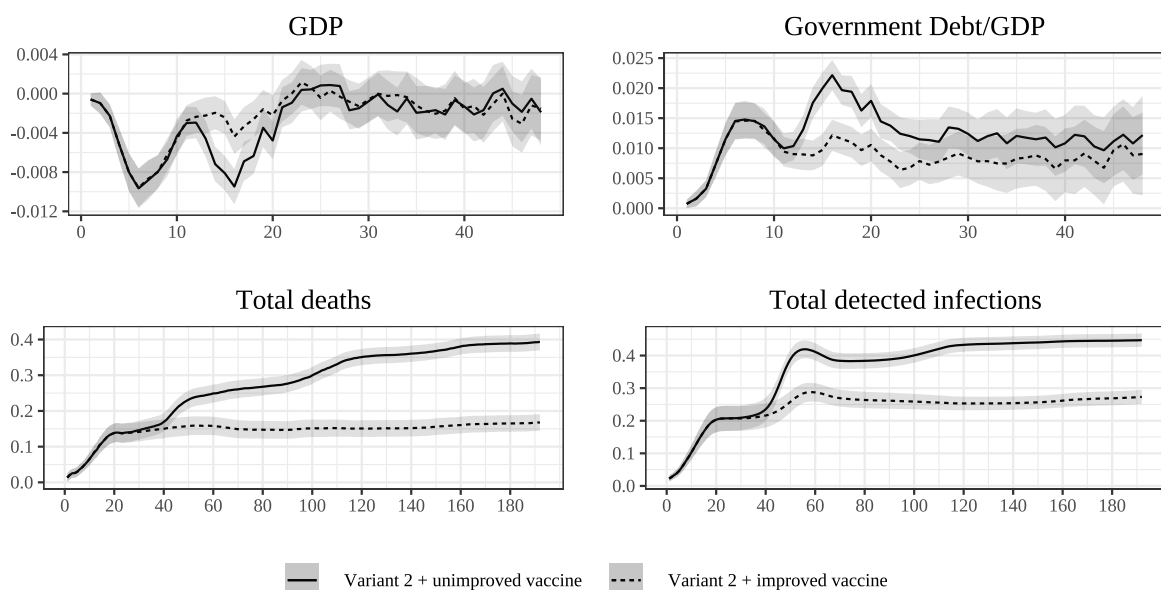 GDP
Government Debt/GDP
0.004
0.000
-0.004
-0.008
-0.012
0 10 20 30 40
0.025
0.020
0.015
0.010
0.005
0.000
0 10 20 30 40
Total deaths
Total detected infections
0.4
0.3
0.2
0.1
0.0
0 20 40 60 80 100 120 140 160 180
0.4
0.3
0.2
0.1
0.0
0 20 40 60 80 100 120 140 160 180
Variant 2 + unimproved vaccine
Variant 2 + improved vaccine